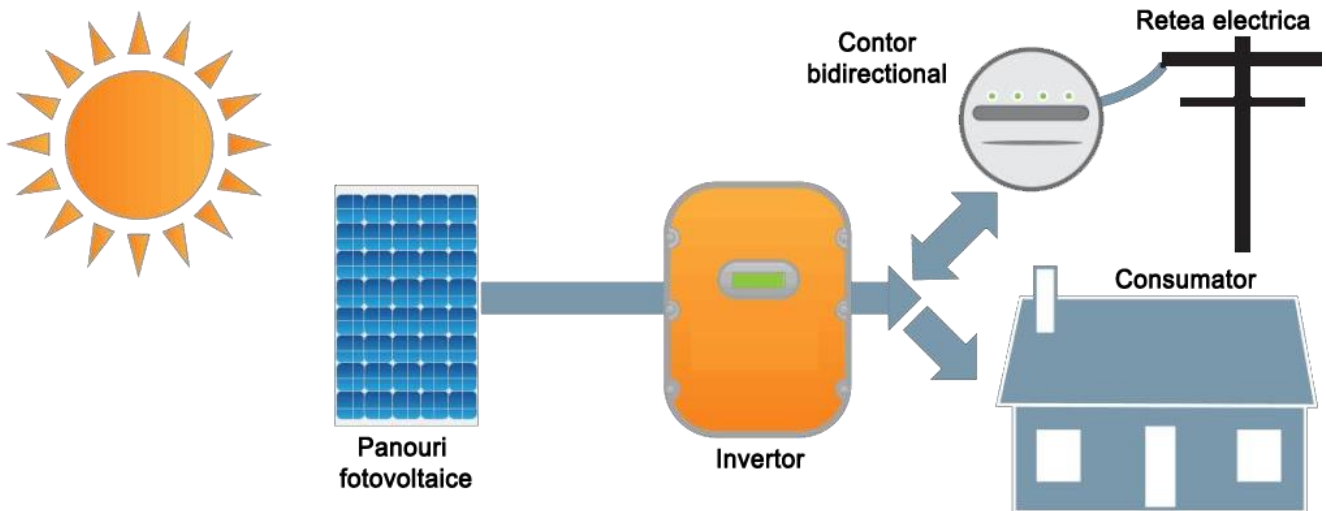 Retea electrica
Contor
bidirectional
Consumator
Panouri
fotovoltaice
Invertor